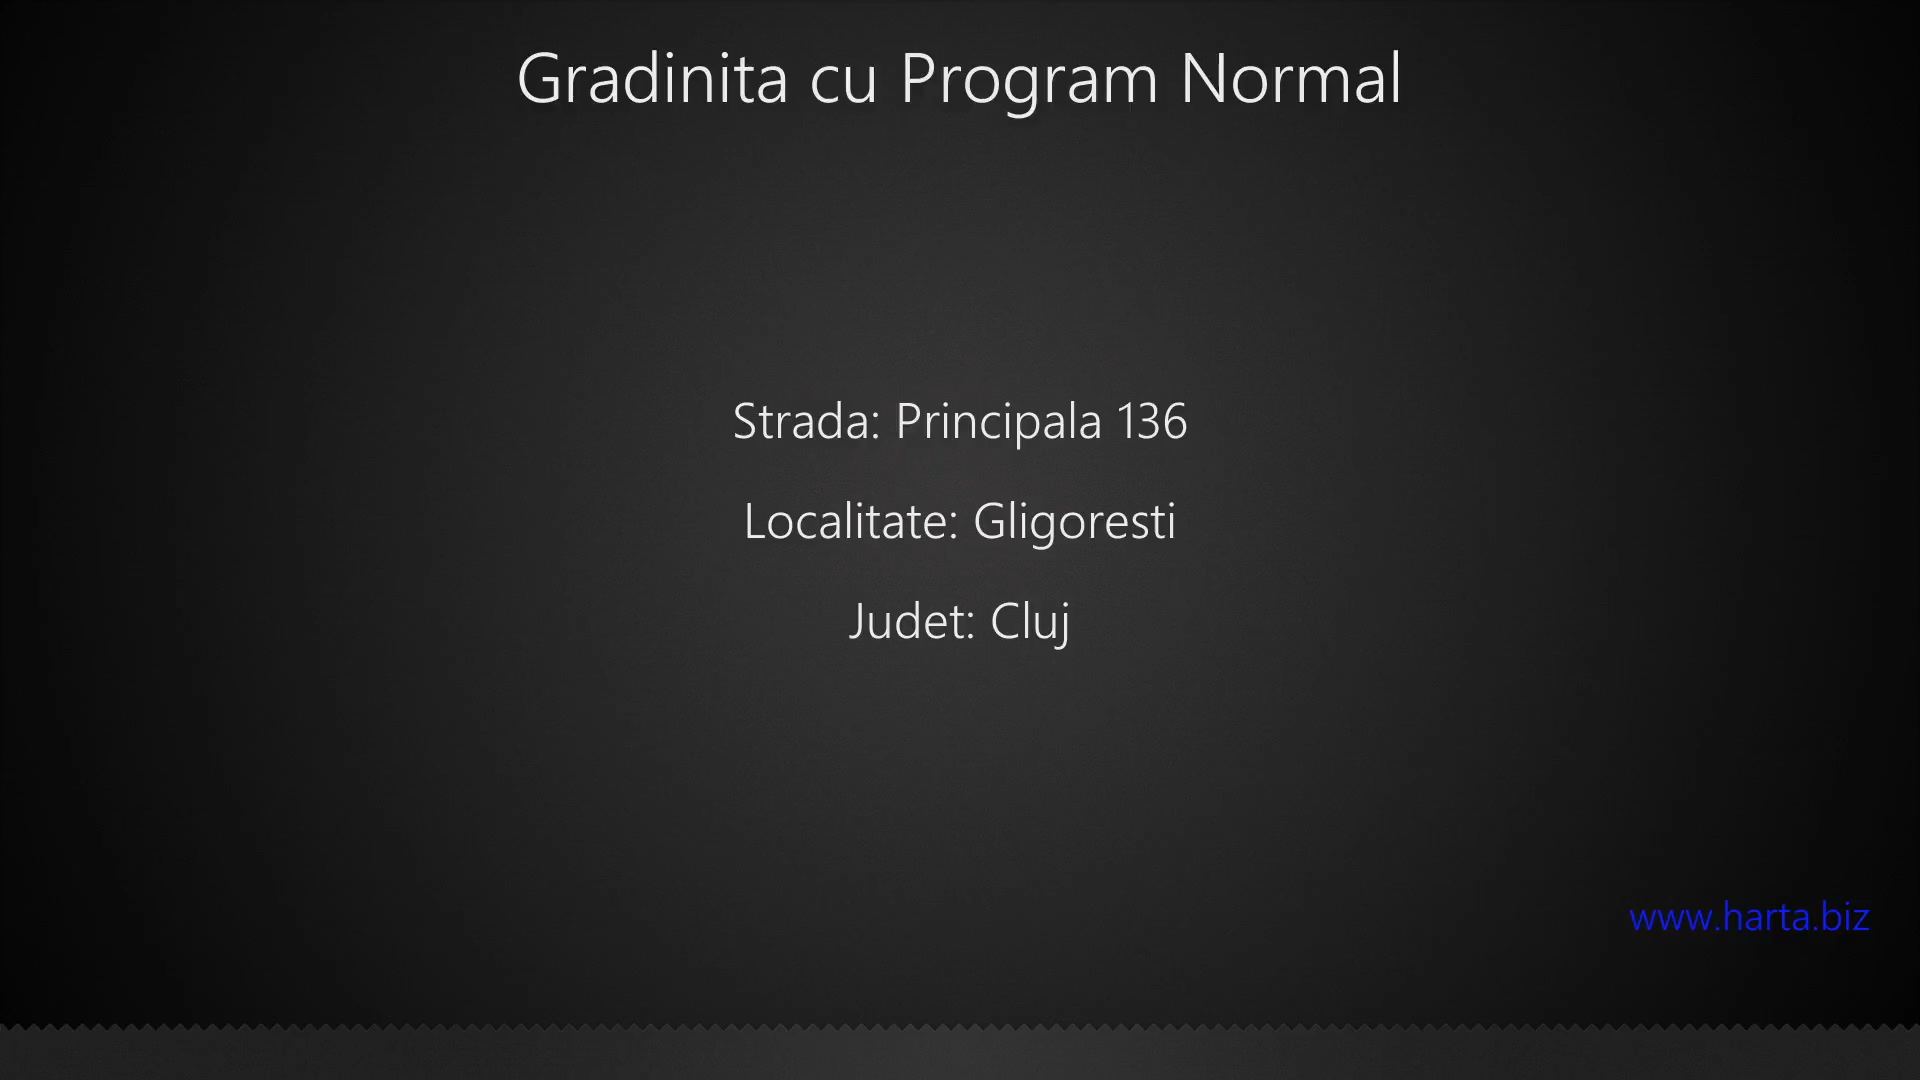 Gradinita cu Program Normal
Strada: Principala 136
Localitate: Gligoresti
Judet: Cluj
www.harta.biz